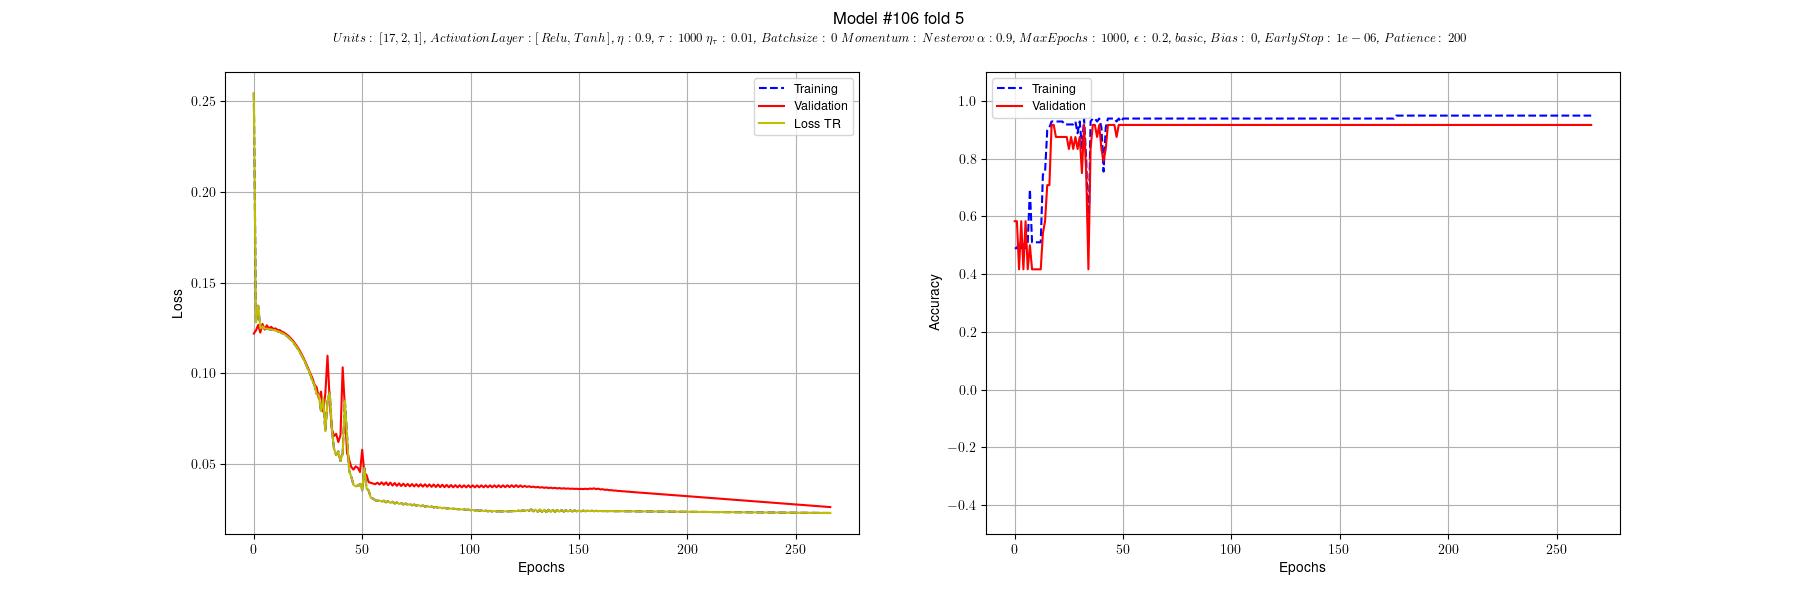 Model #106 fold 5
Units : [17, 2, 1], ActivationLayer : [Relu, Tanh], η : 0.9, τ : 1000 ητ : 0.01, Batchsize : 0 Momentum : Nesterov α : 0.9, MaxEpochs : 1000, ϵ : 0.2, basic, Bias : 0, EarlyStop : 1e − 06, Patience : 200
Training
Validation
Loss TR
0.25
0.20
0.15
0.10
0.05
Loss
0 50 100 150 200 250
Epochs
Training
Validation
1.0
0.8
0.6
0.4
0.2
0.0
−0.2
−0.4
Accuracy
0 50 100 150 200 250
Epochs